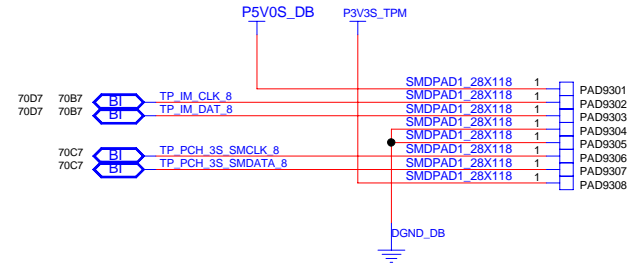 P5V0S_DB P3V3S_TPM
SMDPAD1_28X118 1 PAD9301
70D7 70B7 BI TP_IM_CLK_8 SMDPAD1_28X118 1 PAD9302
70D7 70B7 BI TP_IM_DAT_8 SMDPAD1_28X118 1 PAD9303
SMDPAD1_28X118 1 PAD9304
SMDPAD1_28X118 1 PAD9305
70C7 BI TP_PCH_3S_SMCLK_8 SMDPAD1_28X118 1 PAD9306
70C7 BI TP_PCH_3S_SMDATA_8 SMDPAD1_28X118 1 PAD9307
SMDPAD1_28X118 1 PAD9308
DGND_DB